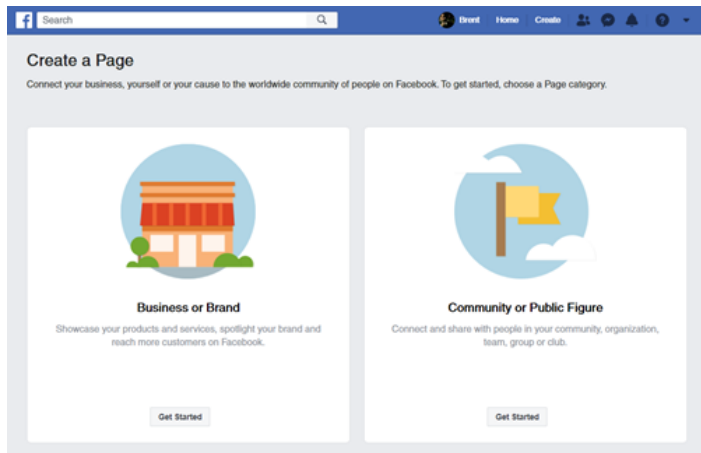 f Search Brent Home Create
Create a Page
Connect your business, yourself or your cause to the worldwide community of people on Facebook. To get started, choose a Page category.
Business or Brand
Showcase your products and services, spotlight your brand and
reach more customers on Facebook.
Get Started
Community or Public Figure
Connect and share with people in your community, organization,
team, group or club.
Get Started